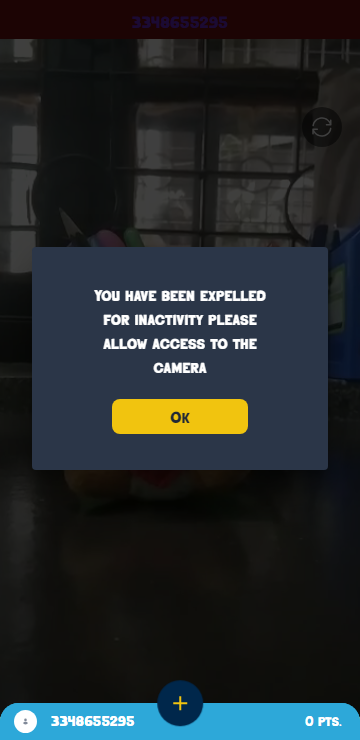 3348655295
YOU HAVE BEEN EXPELLED
FOR INACTIVITY PLEASE
ALLOW ACCESS TO THE
CAMERA
OK
+
3348655295
0 PTS.